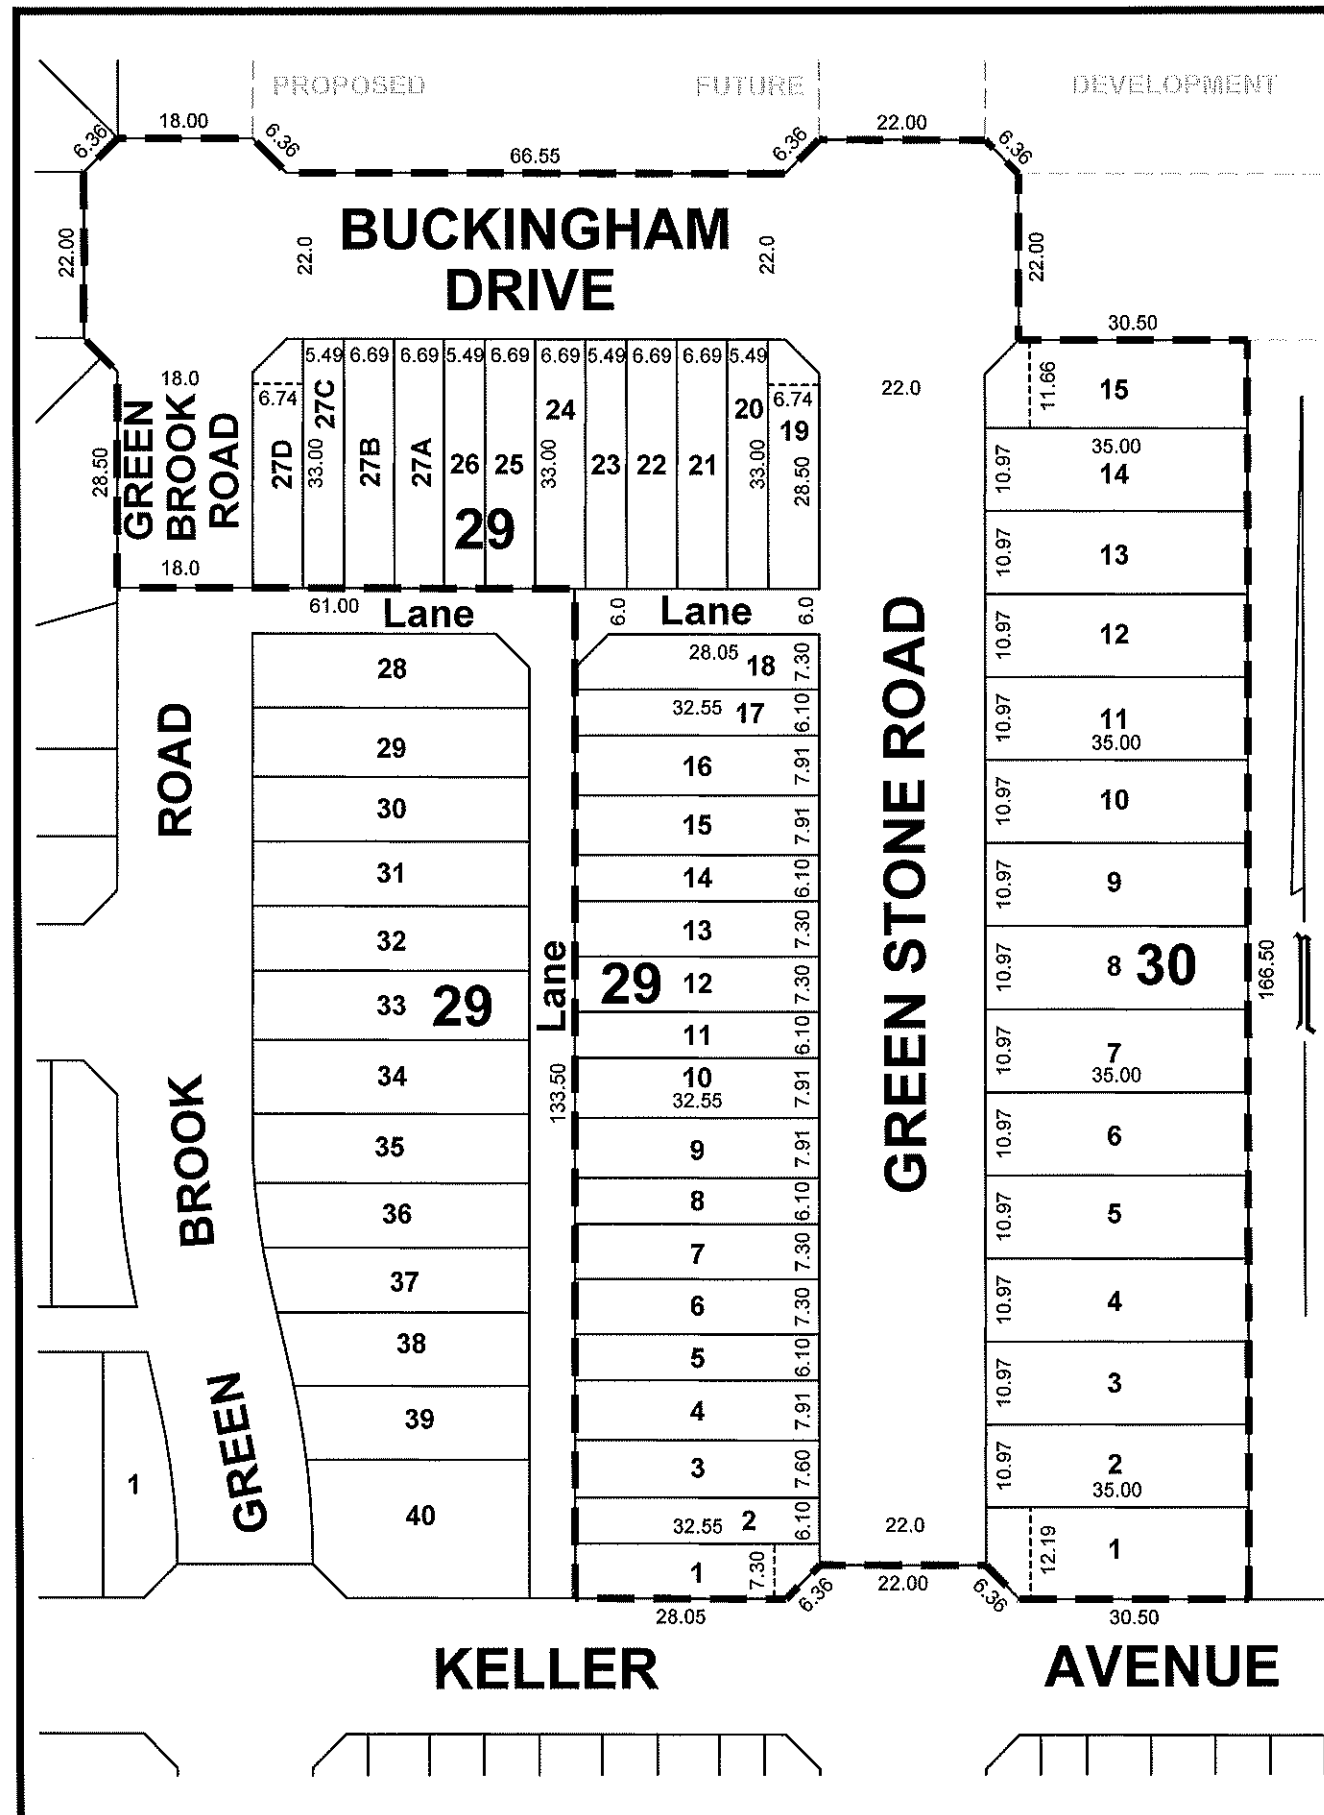 PROPOSED FUTURE DEVELOPMENT
6.36 18.00 6.36 66.55 6.36 22.00 6.36
22.00 22.0 BUCKINGHAM 22.0 22.00
DRIVE
30.50
5.49 6.69 6.69 5.49 6.69 6.69 5.49 6.69 6.69 5.49
18.0 6.74 27C 24 20 6.74 22.0 11.66 15
GREEN
BROOK
ROAD
28.50 27D 33.00 27B 27A 26 25 33.00 23 22 21 33.00 19 28.50
29
35.00
10.97 14
10.97 13
18.0
61.00 Lane 6.0 Lane 6.0
10.97 12
28 28.05 18 7.30
32.55 17 6.10
10.97 11
35.00
29 16 7.91
30 15 7.91
10.97 10
31 14 6.10
10.97 9
32 13 7.30
33 29 Lane 29 12 7.30
10.97 8 30 166.50
11 6.10
34 133.50 10 7.91
32.55
10.97 7
35.00
35 9 7.91
10.97 6
36 8 6.10
10.97 5
37 7 7.30
6 7.30
10.97 4
38 5 6.10
39 4 7.91
10.97 3
3 7.60
10.97 2
35.00
1 40 32.55 2 6.10
22.0
1 7.30
12.19 1
GREEN BROOK ROAD
GREEN STONE ROAD
28.05 6.36 22.00 6.36 30.50
KELLER AVENUE